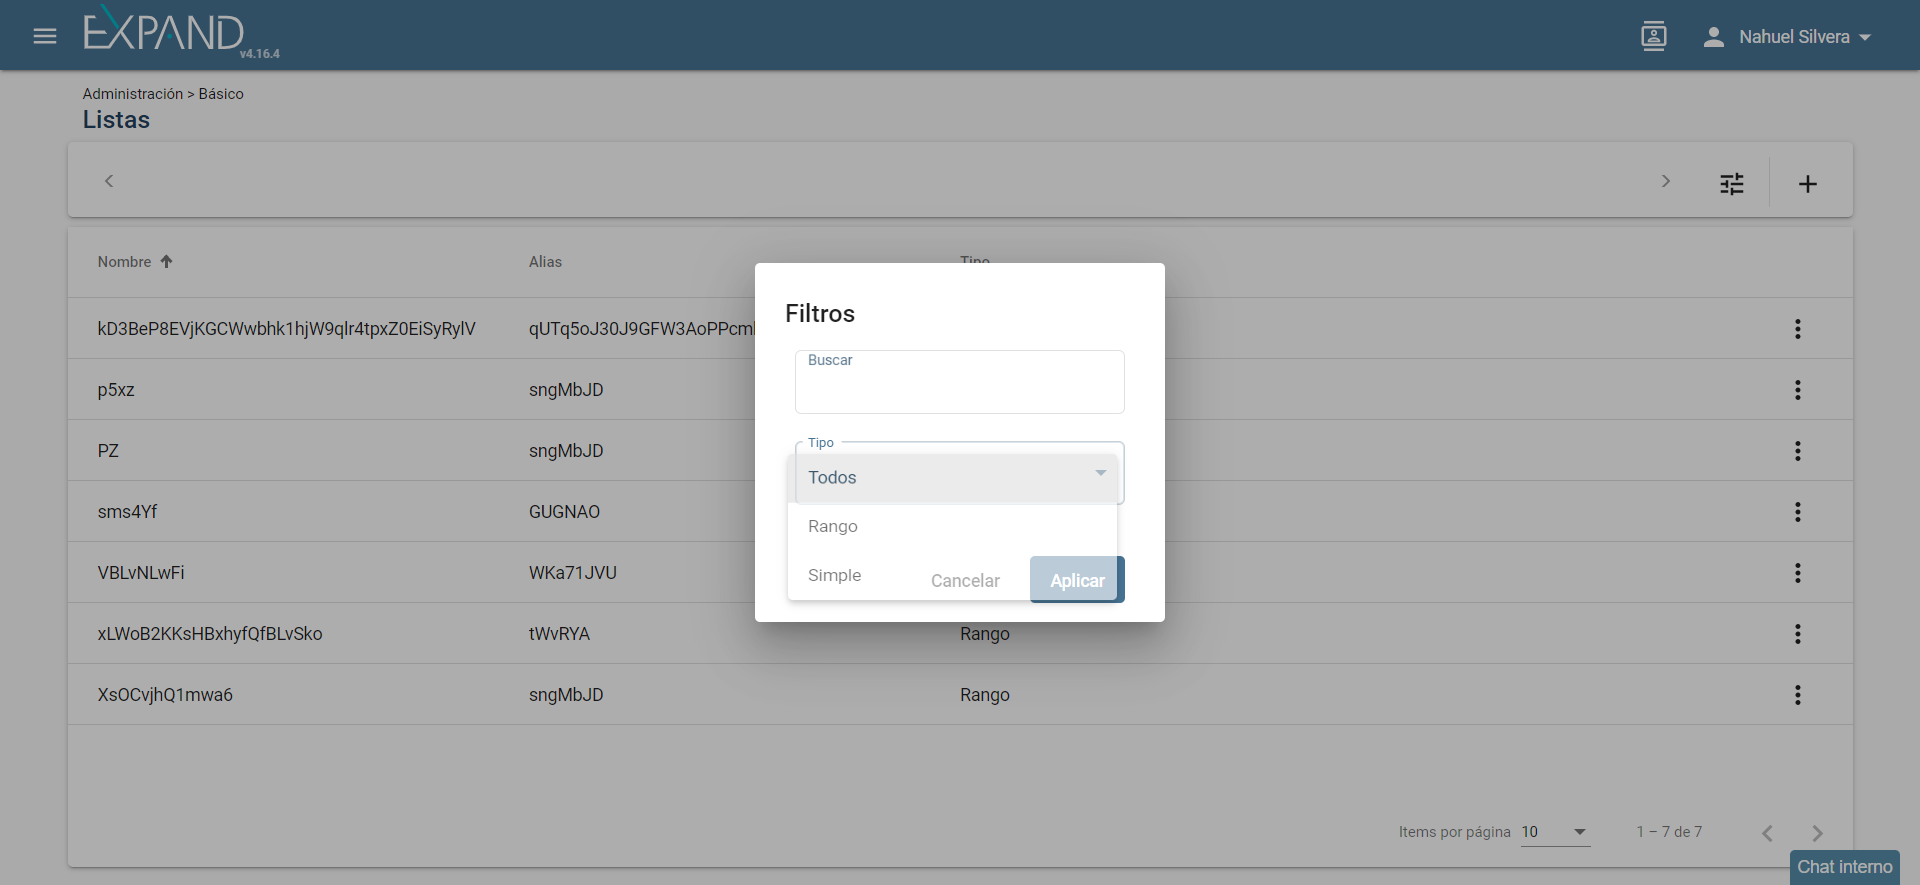 EXPAND
v4.16.4
Nahuel Silvera
Administración > Básico
Listas
Nombre
Alias
Tipo
kD3BeP8EVjKGCWwbhk1hjW9qlr4tpxZ0EiSyRylV
qUTq5oJ30J9GFW3AoPPcm
p5xz
sngMbJD
PZ
sngMbJD
sms4Yf
GUGNAO
VBLvNLwFi
WKa71JVU
xLWoB2KKsHBxhyfQfBLvSko
tWvRYA
Rango
XsOCvjhQ1mwa6
sngMbJD
Rango
Filtros
Buscar
Tipo
Todos
Rango
Simple
Cancelar
Aplicar
Items por página
10
1 – 7 de 7
Chat interno